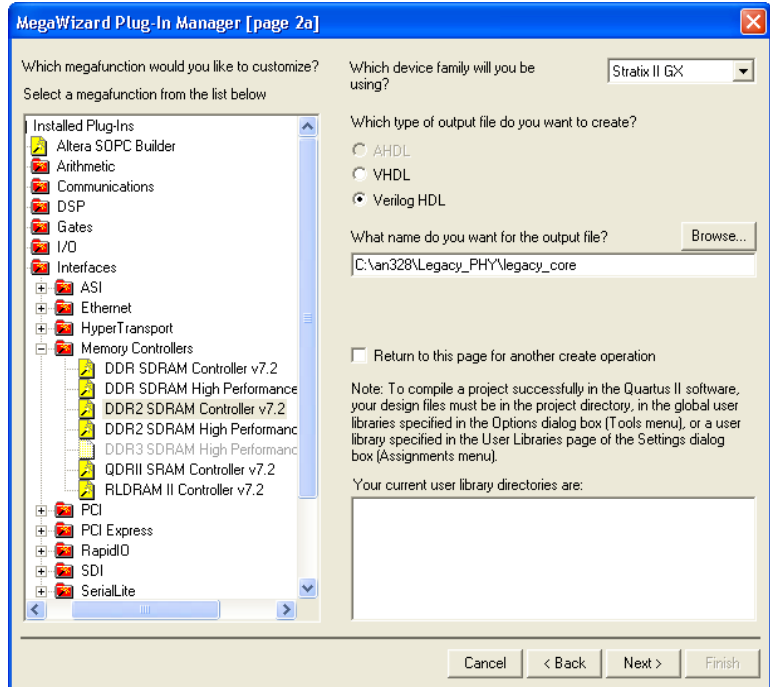 MegaWizard Plug-In Manager [page 2a]
Which megafunction would you like to customize?
Select a megafunction from the list below
Installed Plug-Ins
Altera SOPC Builder
Arithmetic
Communications
DSP
Gates
I/O
Interfaces
ASI
Ethernet
HyperTransport
Memory Controllers
DDR SDRAM Controller v7.2
DDR SDRAM High Performance
DDR2 SDRAM Controller v7.2
DDR2 SDRAM High Performanc
DDR3 SDRAM High Performanc
QDRII SRAM Controller v7.2
RLDRAM II Controller v7.2
PCI
PCI Express
RapidIO
SDI
SerialLite
Which device family will you be
using?
Stratix II GX
Which type of output file do you want to create?
AHDL
VHDL
Verilog HDL
What name do you want for the output file?
Browse...
C:\an328\Legacy_PHY\legacy_core
Return to this page for another create operation
Note: To compile a project successfully in the Quartus II software,
your design files must be in the project directory, in the global user
libraries specified in the Options dialog box (Tools menu), or a user
library specified in the User Libraries page of the Settings dialog
box (Assignments menu).
Your current user library directories are:
Cancel
< Back
Next >
Finish